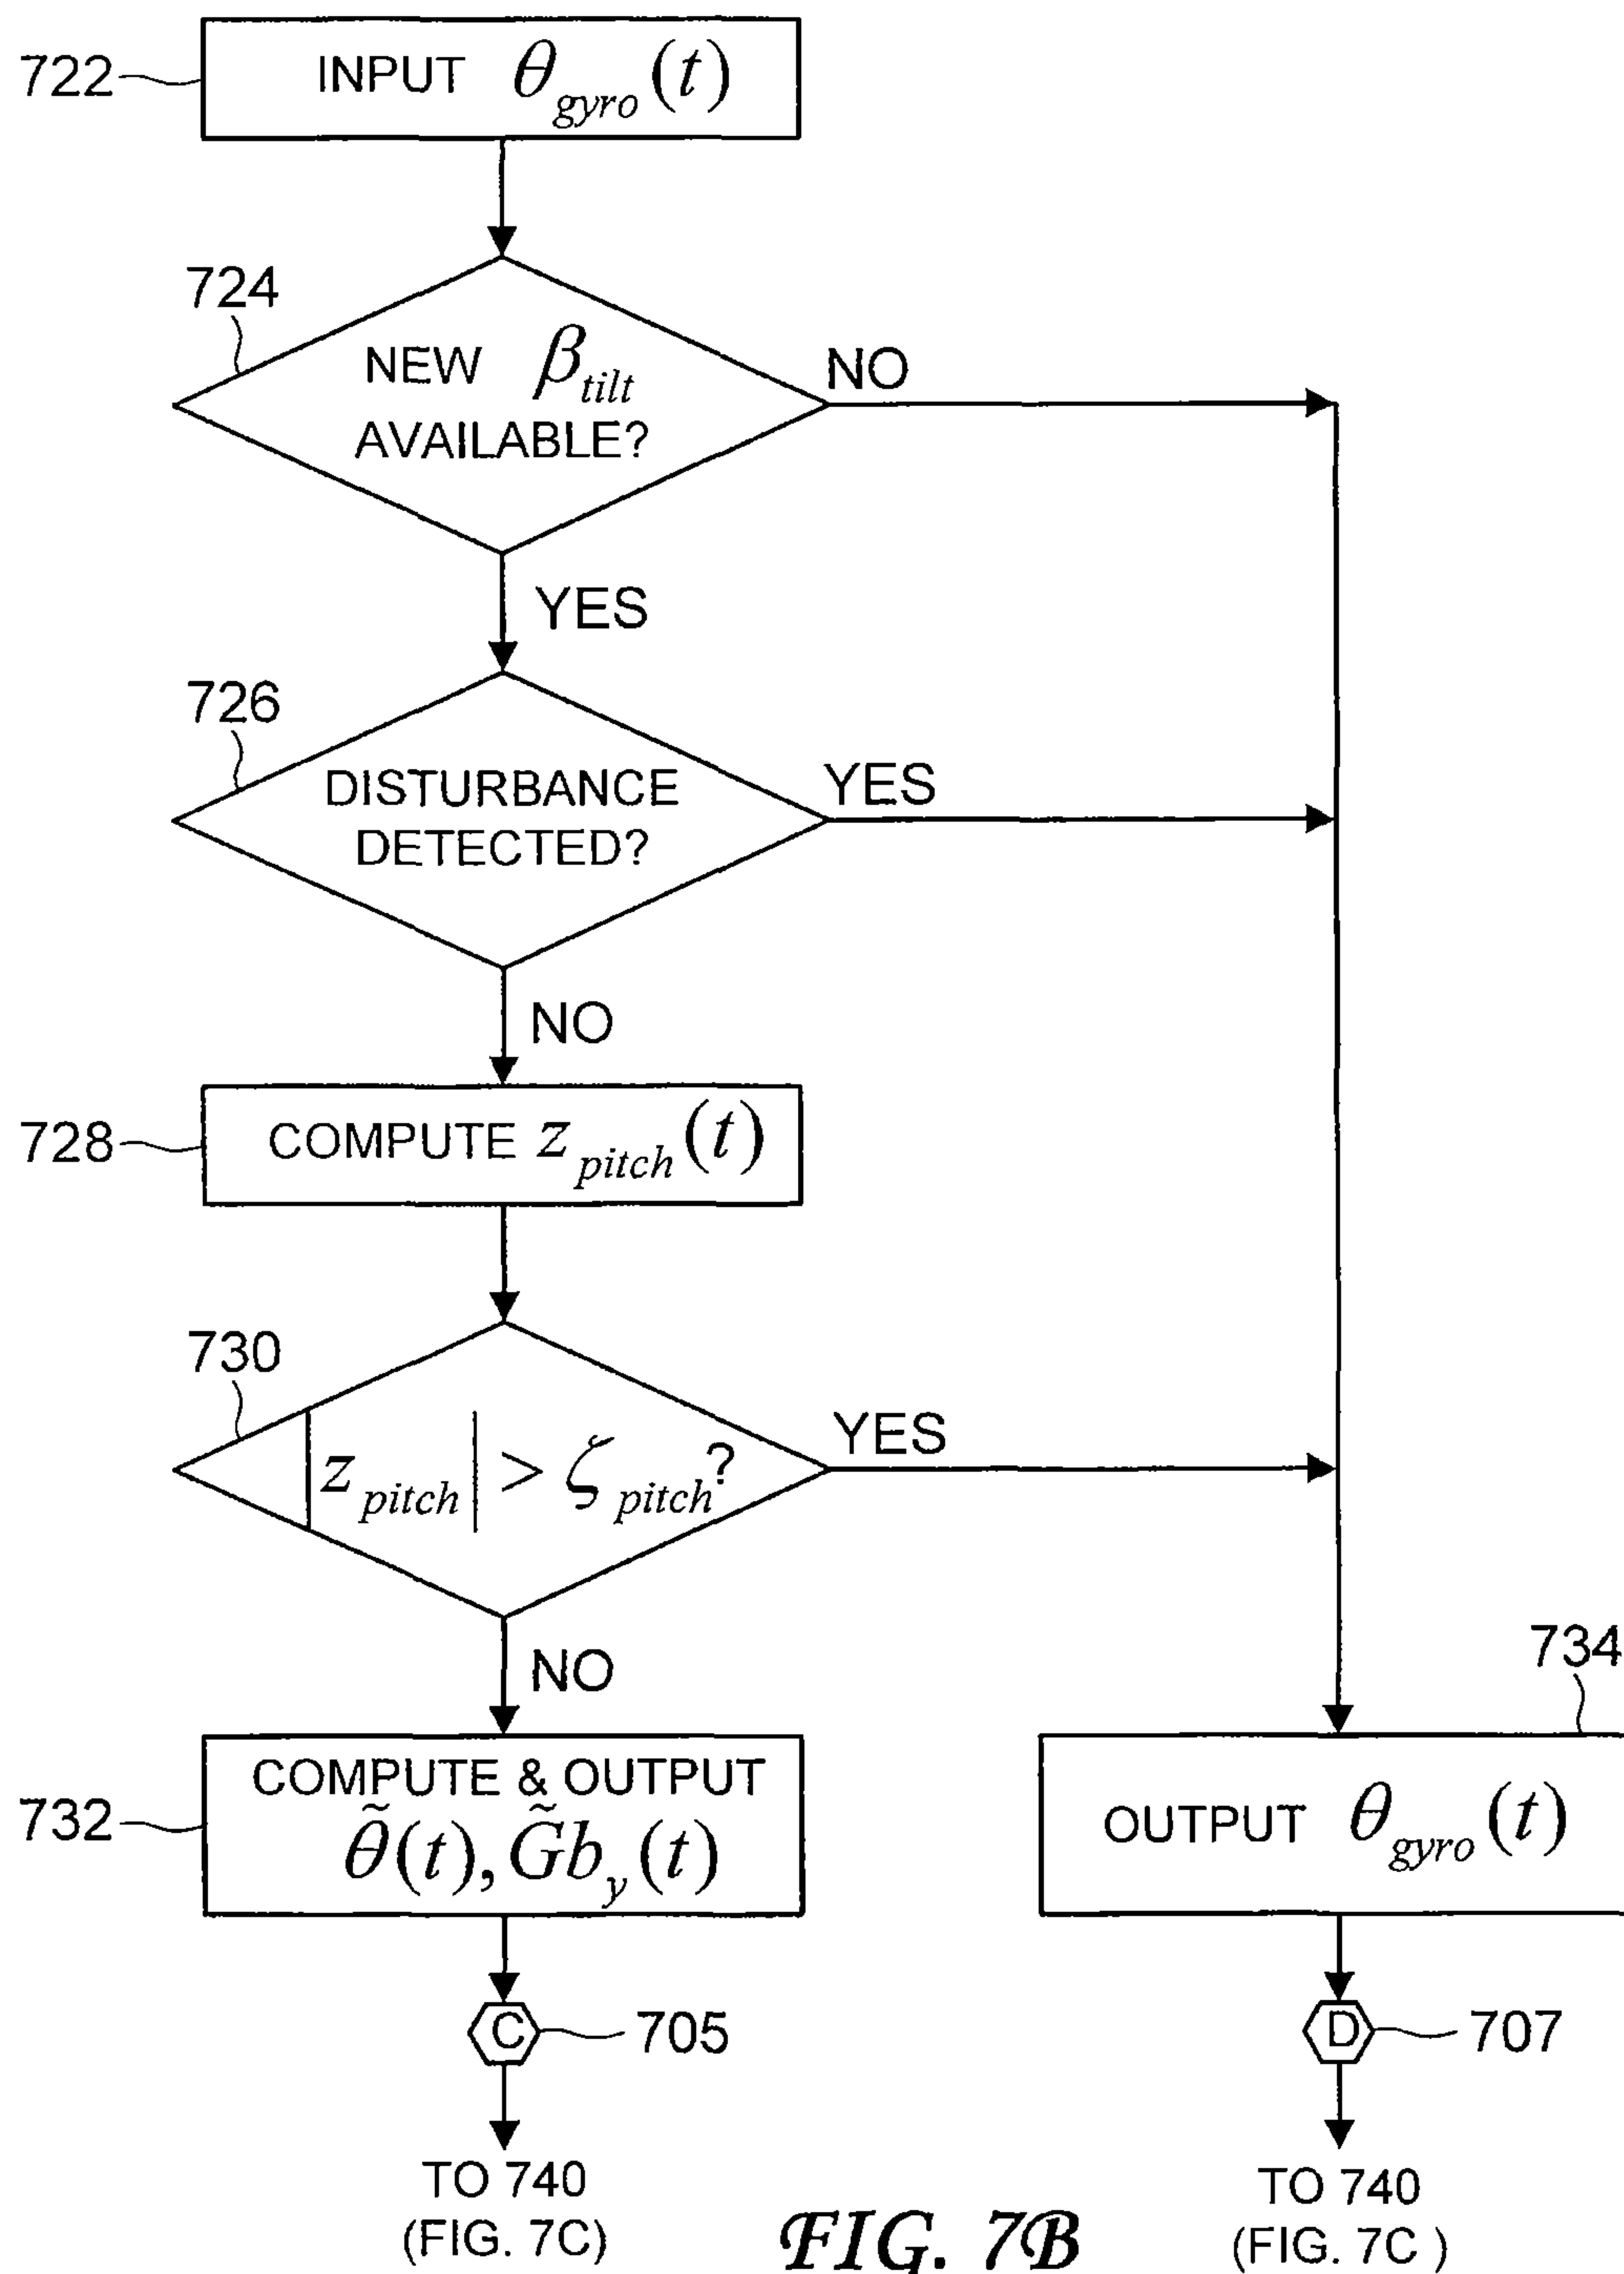 722
INPUT θgyro(t)
724
NEW βtilt
AVAILABLE?
NO
YES
726
DISTURBANCE
DETECTED?
YES
NO
728
COMPUTE zpitch(t)
730
|zpitch| > ζpitch?
YES
NO
732
COMPUTE & OUTPUT
θ̃(t), G̃by(t)
734
OUTPUT θgyro(t)
C
705
D
707
TO 740
(FIG. 7C)
TO 740
(FIG. 7C )
FIG. 7B